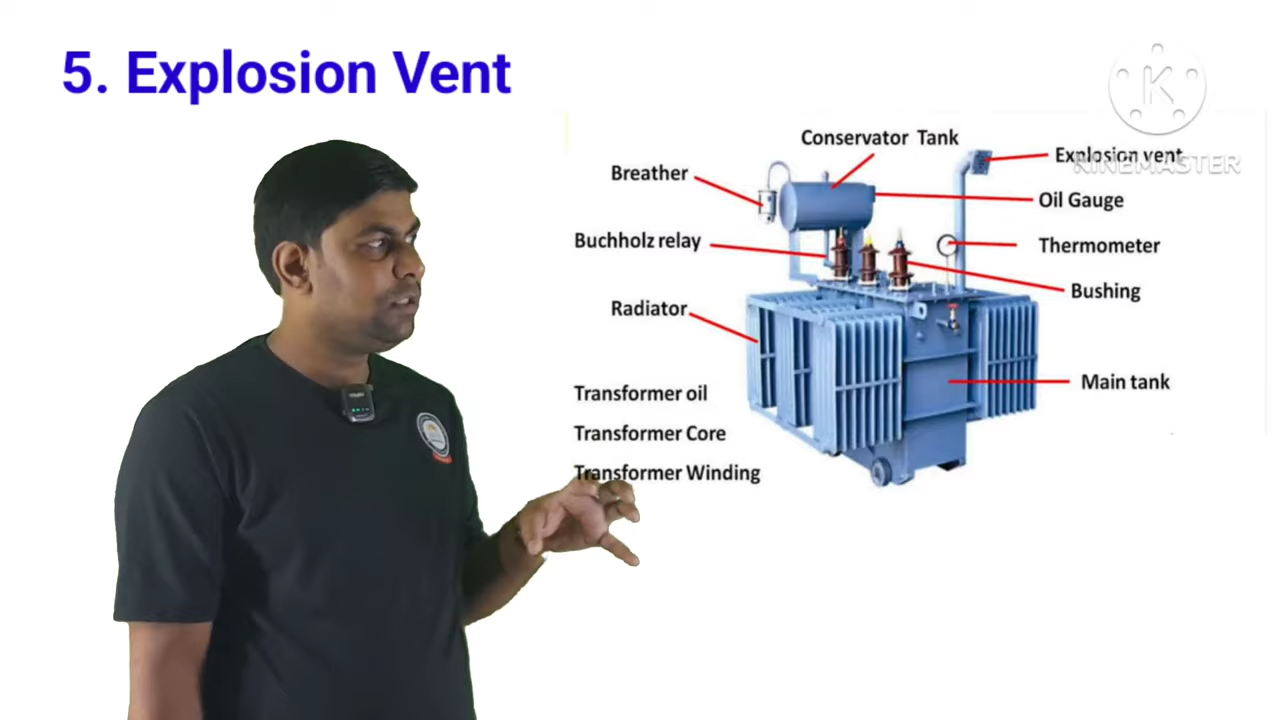 5. Explosion Vent
Conservator Tank
Explosion vent
KINEMASTER
Breather
Oil Gauge
Buchholz relay
Thermometer
Bushing
Radiator
Main tank
Transformer oil
Transformer Core
Transformer Winding